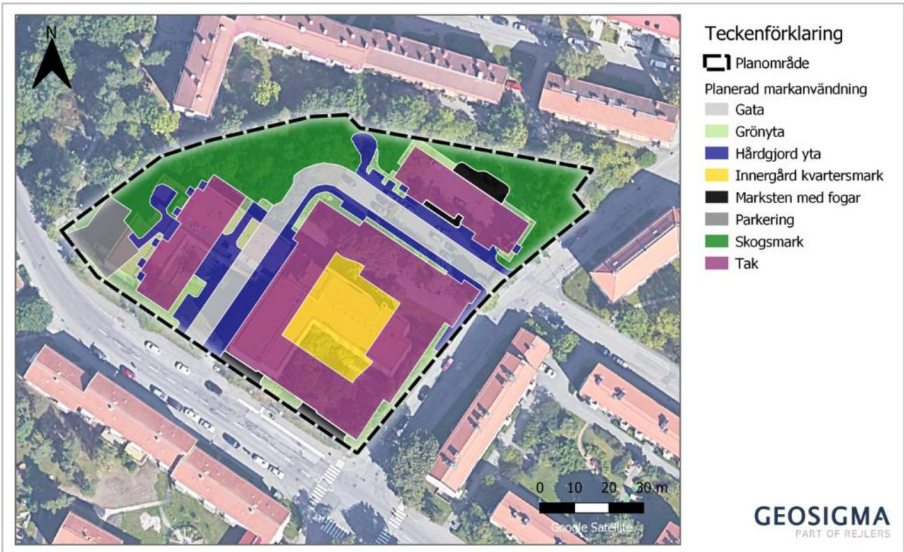 N
Teckenförklaring
Planområde
Planerad markanvändning
Gata
Grönyta
Hårdgjord yta
Innergård kvartersmark
Marksten med fogar
Parkering
Skogsmark
Tak
0 10 20 30 m
Google Satellite
GEOSIGMA
PART OF REJLERS